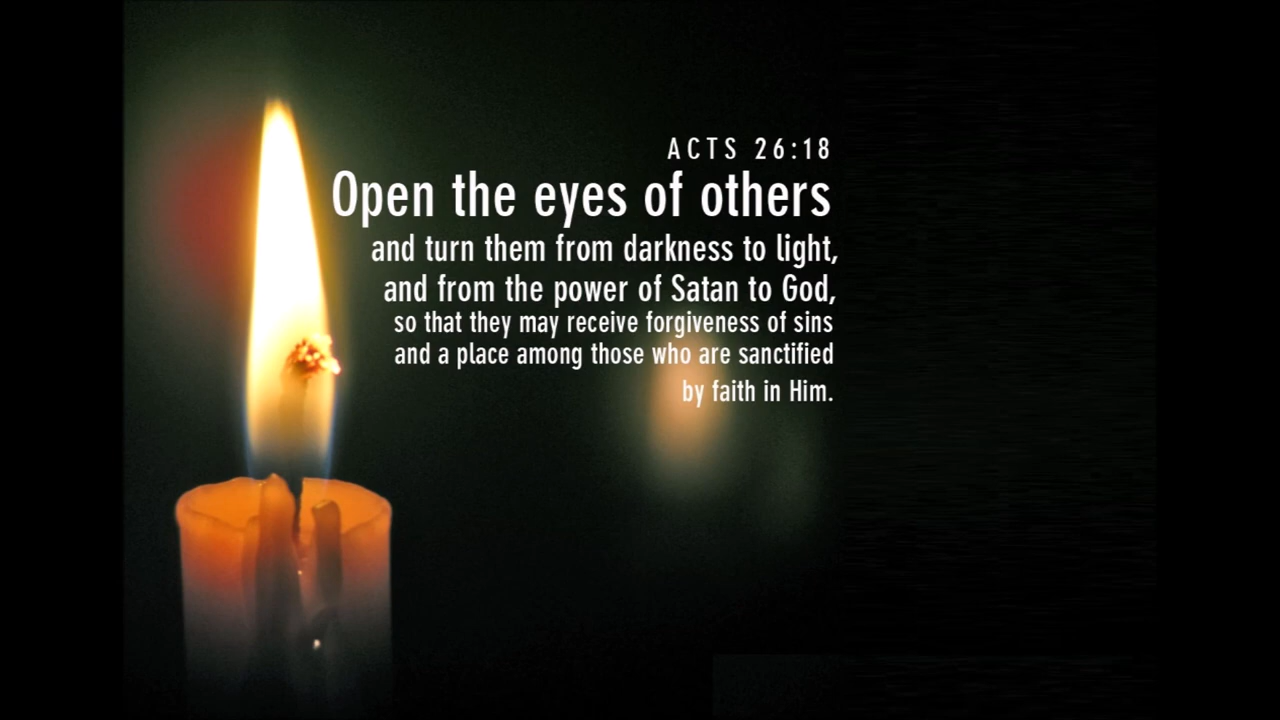 ACTS 26:18
Open the eyes of others
and turn them from darkness to light,
and from the power of Satan to God,
so that they may receive forgiveness of sins
and a place among those who are sanctified
by faith in Him.